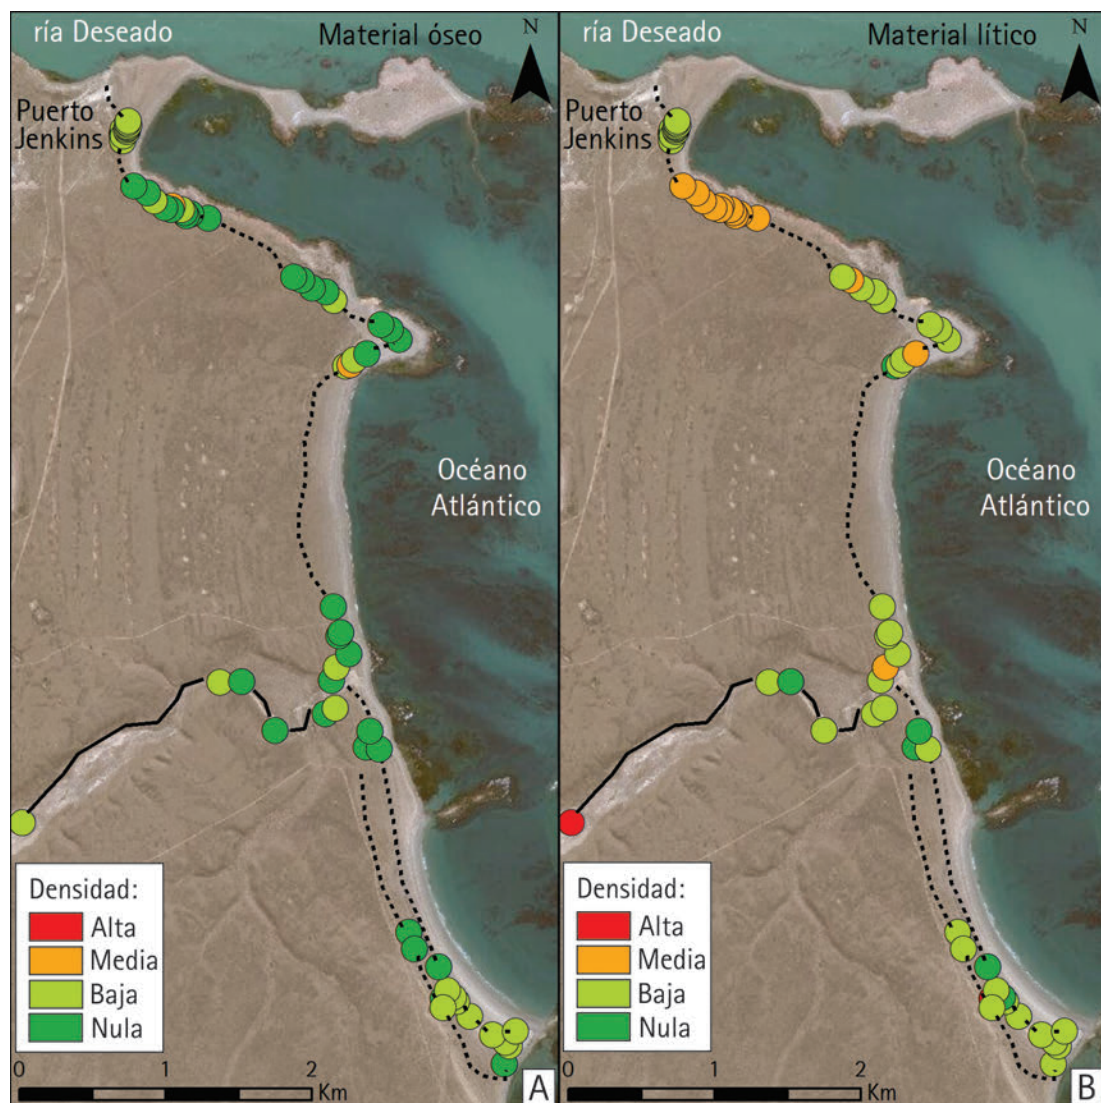 ría Deseado
Material óseo
N
Puerto
Jenkins
Océano
Atlántico
Densidad:
Alta
Media
Baja
Nula
0
1
2
Km
A
ría Deseado
Material lítico
N
Puerto
Jenkins
Océano
Atlántico
Densidad:
Alta
Media
Baja
Nula
0
1
2
Km
B